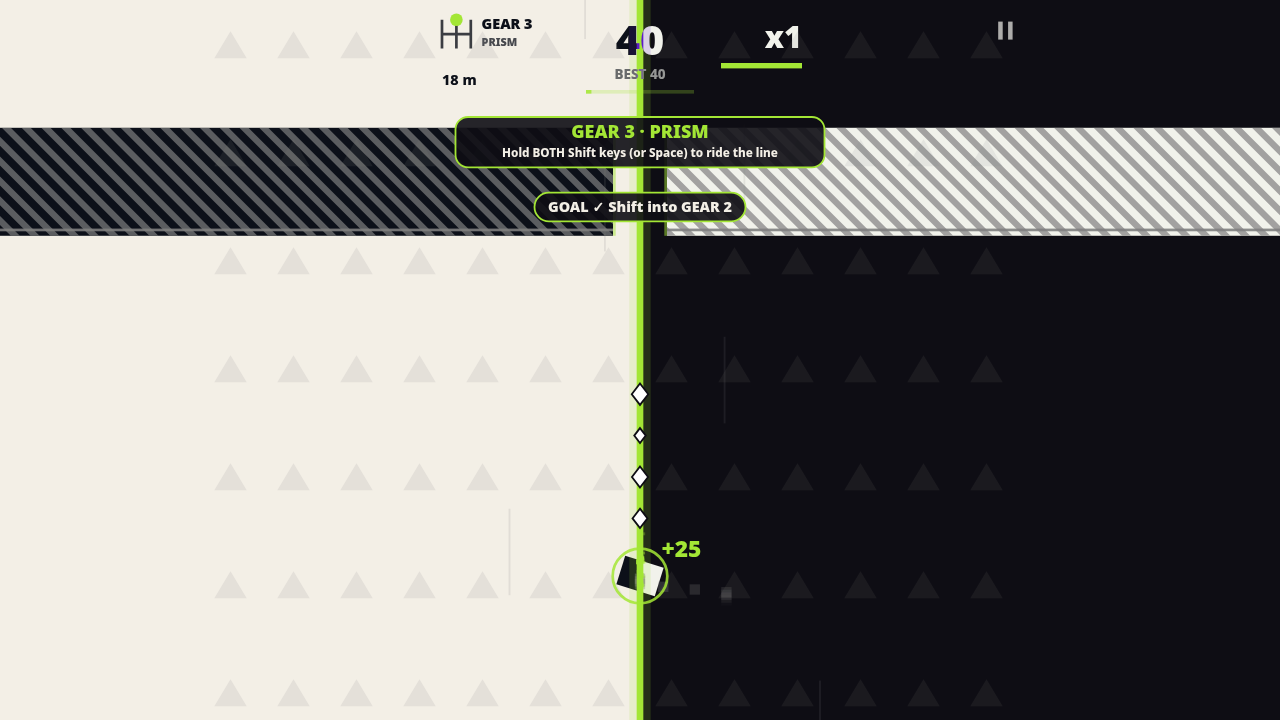 GEAR 3
PRISM
40
x1
BEST 40
18 m
GEAR 3 · PRISM
Hold BOTH Shift keys (or Space) to ride the line
GOAL ✓ Shift into GEAR 2
+25